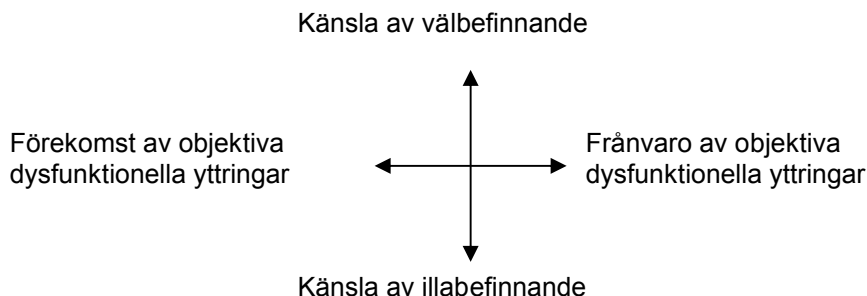 Känsla av välbefinnande
Förekomst av objektiva
dysfunktionella yttringar
Frånvaro av objektiva
dysfunktionella yttringar
Känsla av illabefinnande